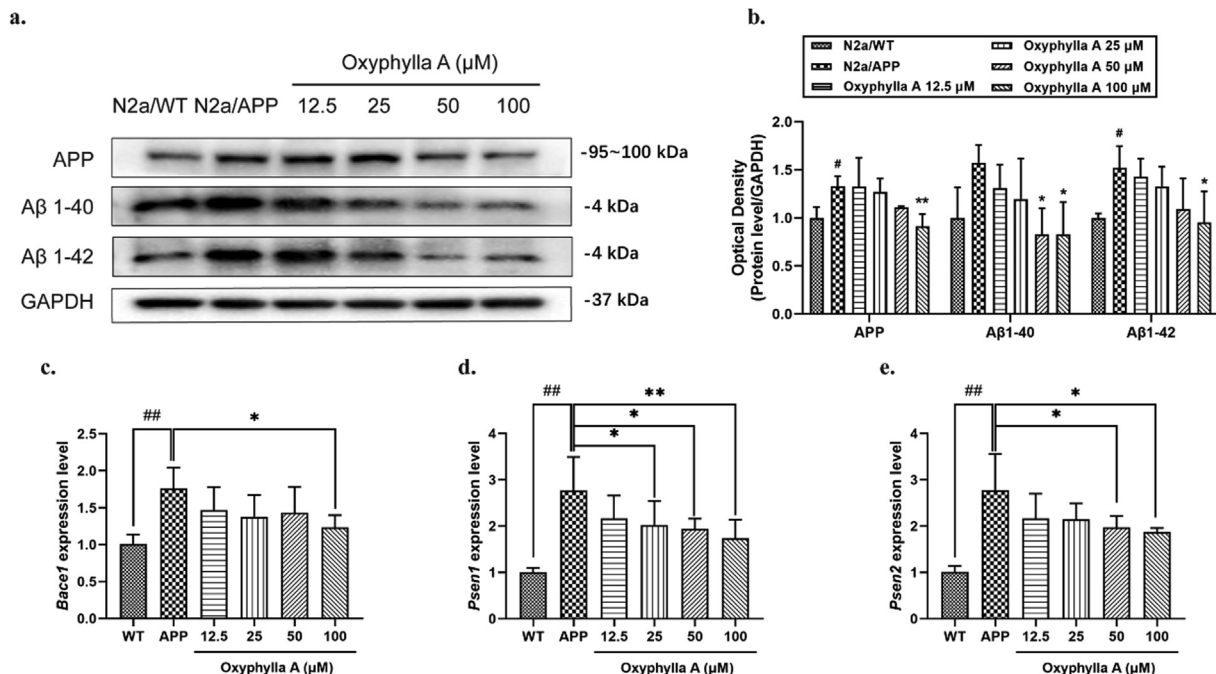 a.
Oxyphylla A (μM)
N2a/WT N2a/APP 12.5 25 50 100
APP -95~100 kDa
Aβ 1-40 -4 kDa
Aβ 1-42 -4 kDa
GAPDH -37 kDa
b.
N2a/WT
N2a/APP
Oxyphylla A 12.5 μM
Oxyphylla A 25 μM
Oxyphylla A 50 μM
Oxyphylla A 100 μM
Optical Density
(Protein level/GAPDH)
2.0
1.5
1.0
0.5
0.0
# ** * * # *
APP Aβ1-40 Aβ1-42
c.
Bace1 expression level
2.5
2.0
1.5
1.0
0.5
0.0
## *
WT APP 12.5 25 50 100
Oxyphylla A (μM)
d.
Psen1 expression level
4
3
2
1
0
## **
*
*
WT APP 12.5 25 50 100
Oxyphylla A (μM)
e.
Psen2 expression level
4
3
2
1
0
## *
*
WT APP 12.5 25 50 100
Oxyphylla A (μM)